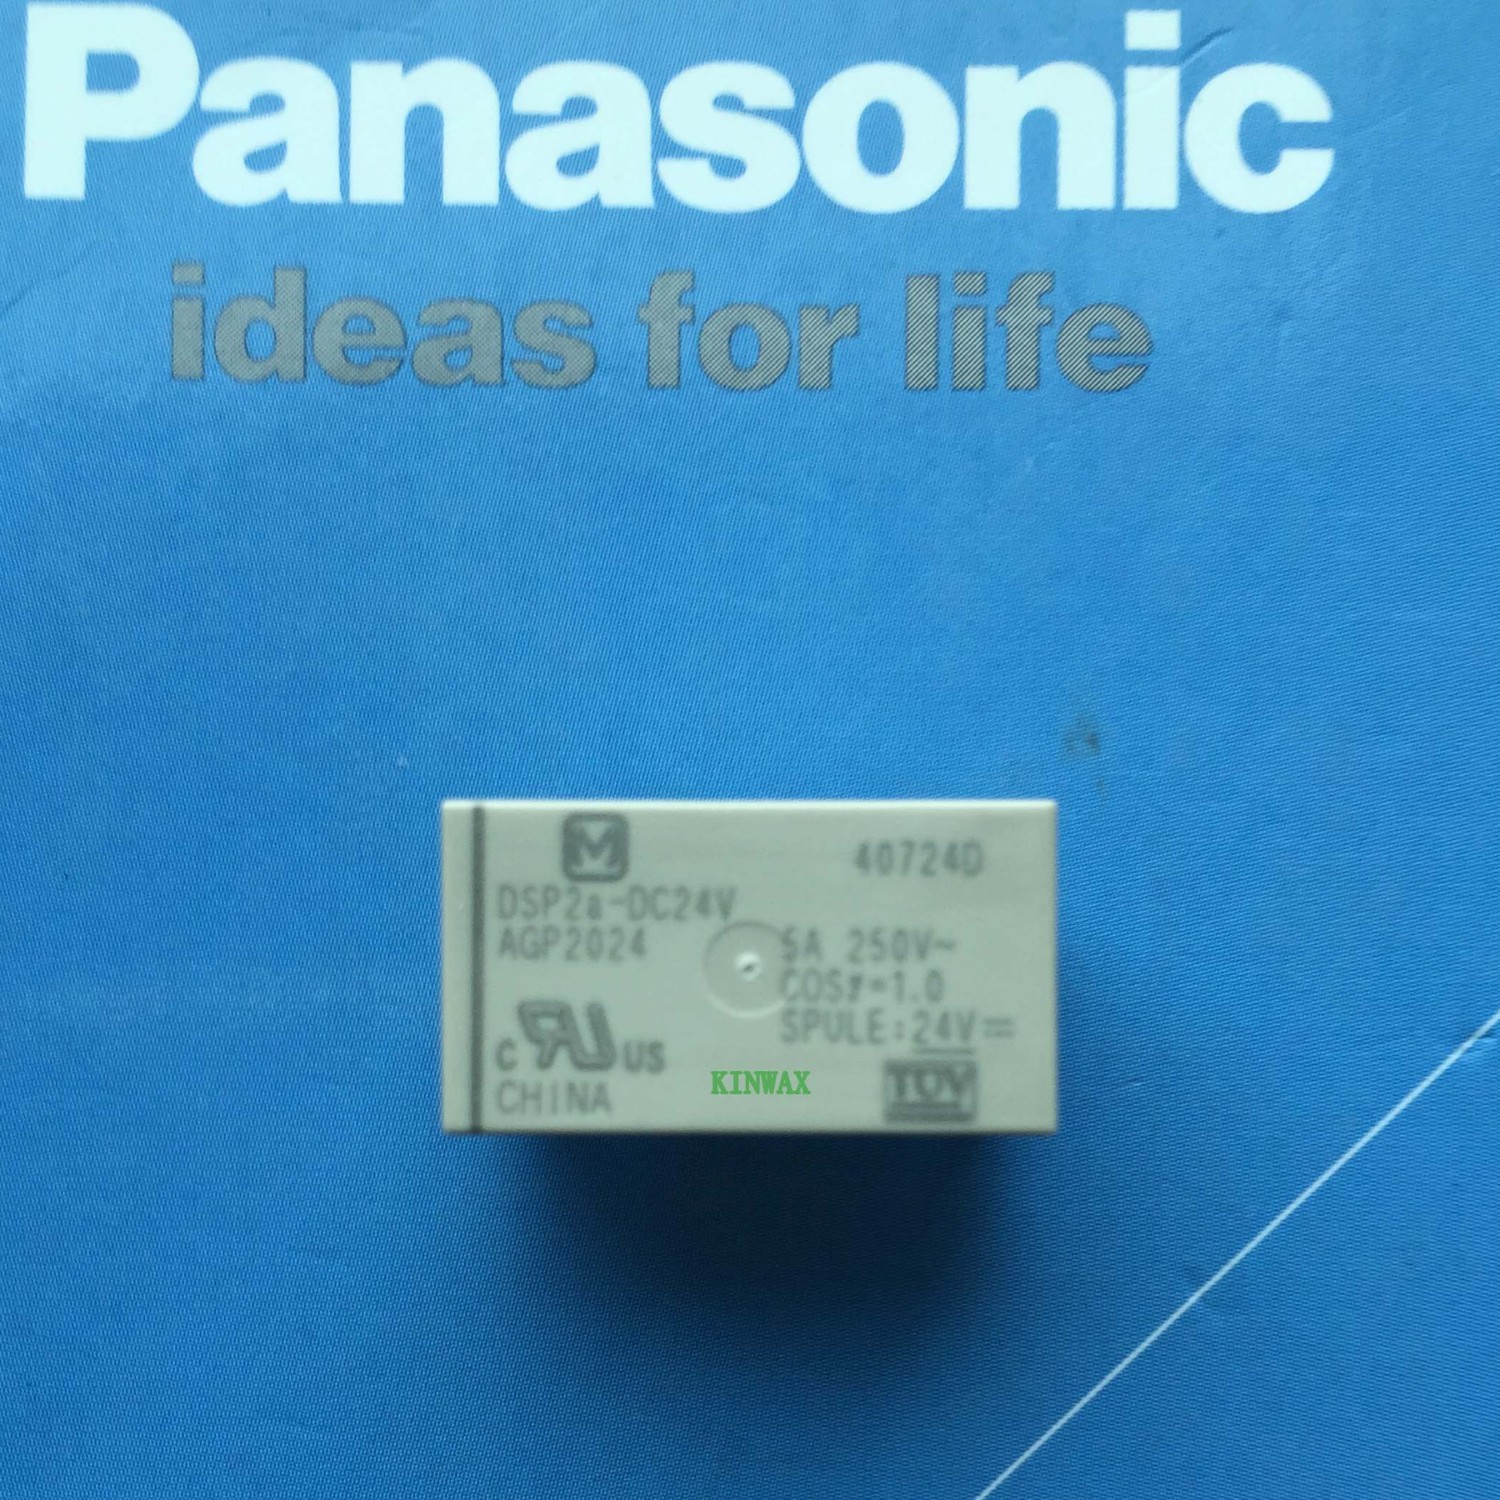 Panasonic
ideas for life
M
40724D
DSP2a-DC24V
AGP2024
5A 250V~
COSφ=1.0
SPULE:24V⎓
C RU US
CHINA
KINWAX
TÜV